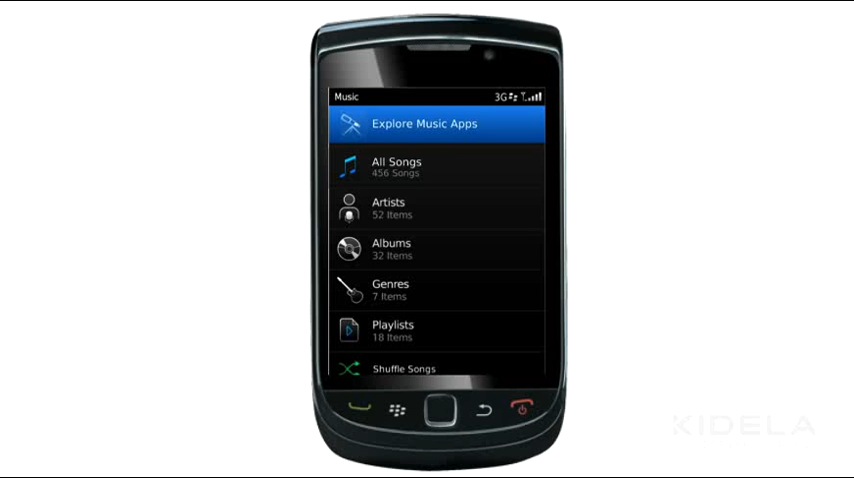 Music
3G
Explore Music Apps
All Songs
456 Songs
Artists
52 Items
Albums
32 Items
Genres
7 Items
Playlists
18 Items
Shuffle Songs
KIDELA